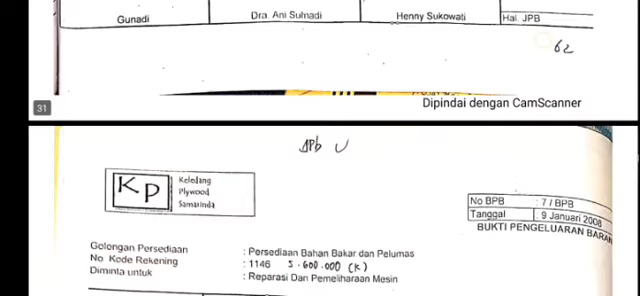 Gunadi
Dra. Ani Suhadi
Henny Sukowati
Hal. JPB
62
31
Dipindai dengan CamScanner
KP
Keledang
Plywood
Samarinda
No BPB : 7 / BPB
Tanggal : 9 Januari 2008
BUKTI PENGELUARAN BARAN
Golongan Persediaan : Persediaan Bahan Bakar dan Pelumas
No. Kode Rekening : 1146 5.600.000 (K)
Diminta untuk : Reparasi Dan Pemeliharaan Mesin